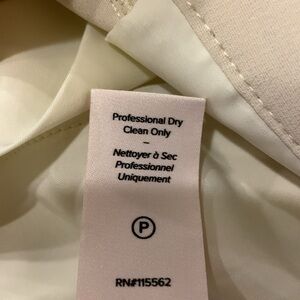 Professional Dry
Clean Only
Nettoyer à Sec
Professionnel
Uniquement
P
RN#115562